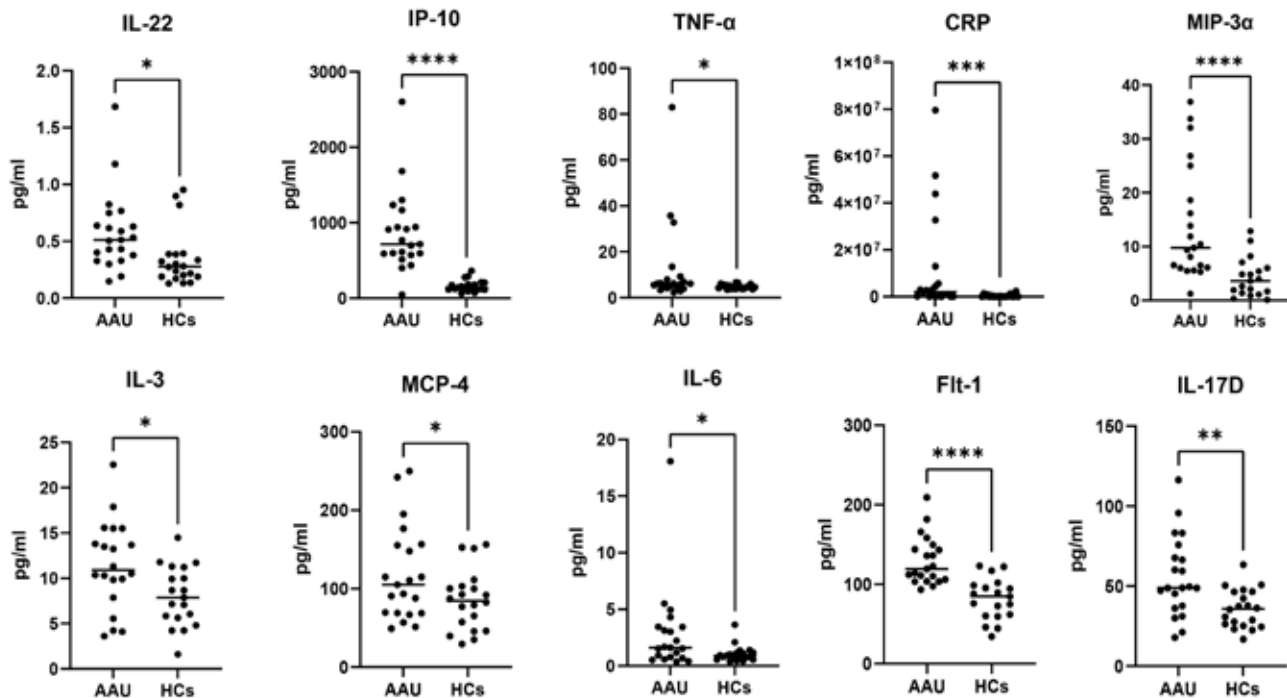 IL-22
IP-10
TNF-α
CRP
MIP-3α
*
****
*
***
****
pg/ml
2.0
1.5
1.0
0.5
0.0
AAU HCs
pg/ml
3000
2000
1000
0
AAU HCs
pg/ml
100
80
60
40
20
0
AAU HCs
pg/ml
1×10⁸
8×10⁷
6×10⁷
4×10⁷
2×10⁷
0
AAU HCs
pg/ml
40
30
20
10
0
AAU HCs
IL-3
MCP-4
IL-6
Flt-1
IL-17D
*
*
*
****
**
pg/ml
25
20
15
10
5
0
AAU HCs
pg/ml
300
200
100
0
AAU HCs
pg/ml
20
15
10
5
0
AAU HCs
pg/ml
300
200
100
0
AAU HCs
pg/ml
150
100
50
0
AAU HCs